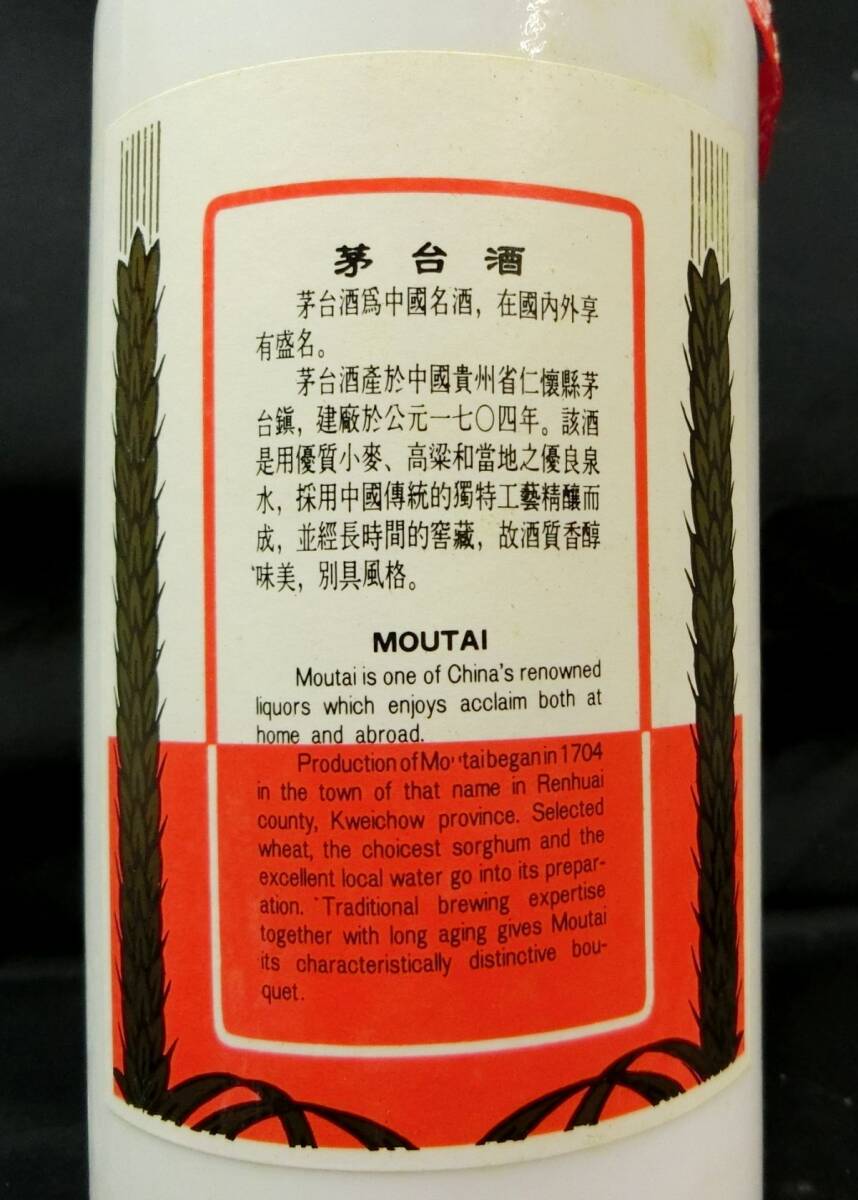 茅台酒
茅台酒爲中國名酒，在國內外享
有盛名。
茅台酒產於中國貴州省仁懷縣茅
台鎮，建廠於公元一七〇四年。該酒
是用優質小麥、高粱和當地之優良泉
水，採用中國傳統的獨特工藝精釀而
成，並經長時間的窖藏，故酒質香醇
味美，別具風格。
MOUTAI
Moutai is one of China's renowned
liquors which enjoys acclaim both at
home and abroad.
Production of Moutai began in 1704
in the town of that name in Renhuai
county, Kweichow province. Selected
wheat, the choicest sorghum and the
excellent local water go into its prepar-
ation. Traditional brewing expertise
together with long aging gives Moutai
its characteristically distinctive bou-
quet.